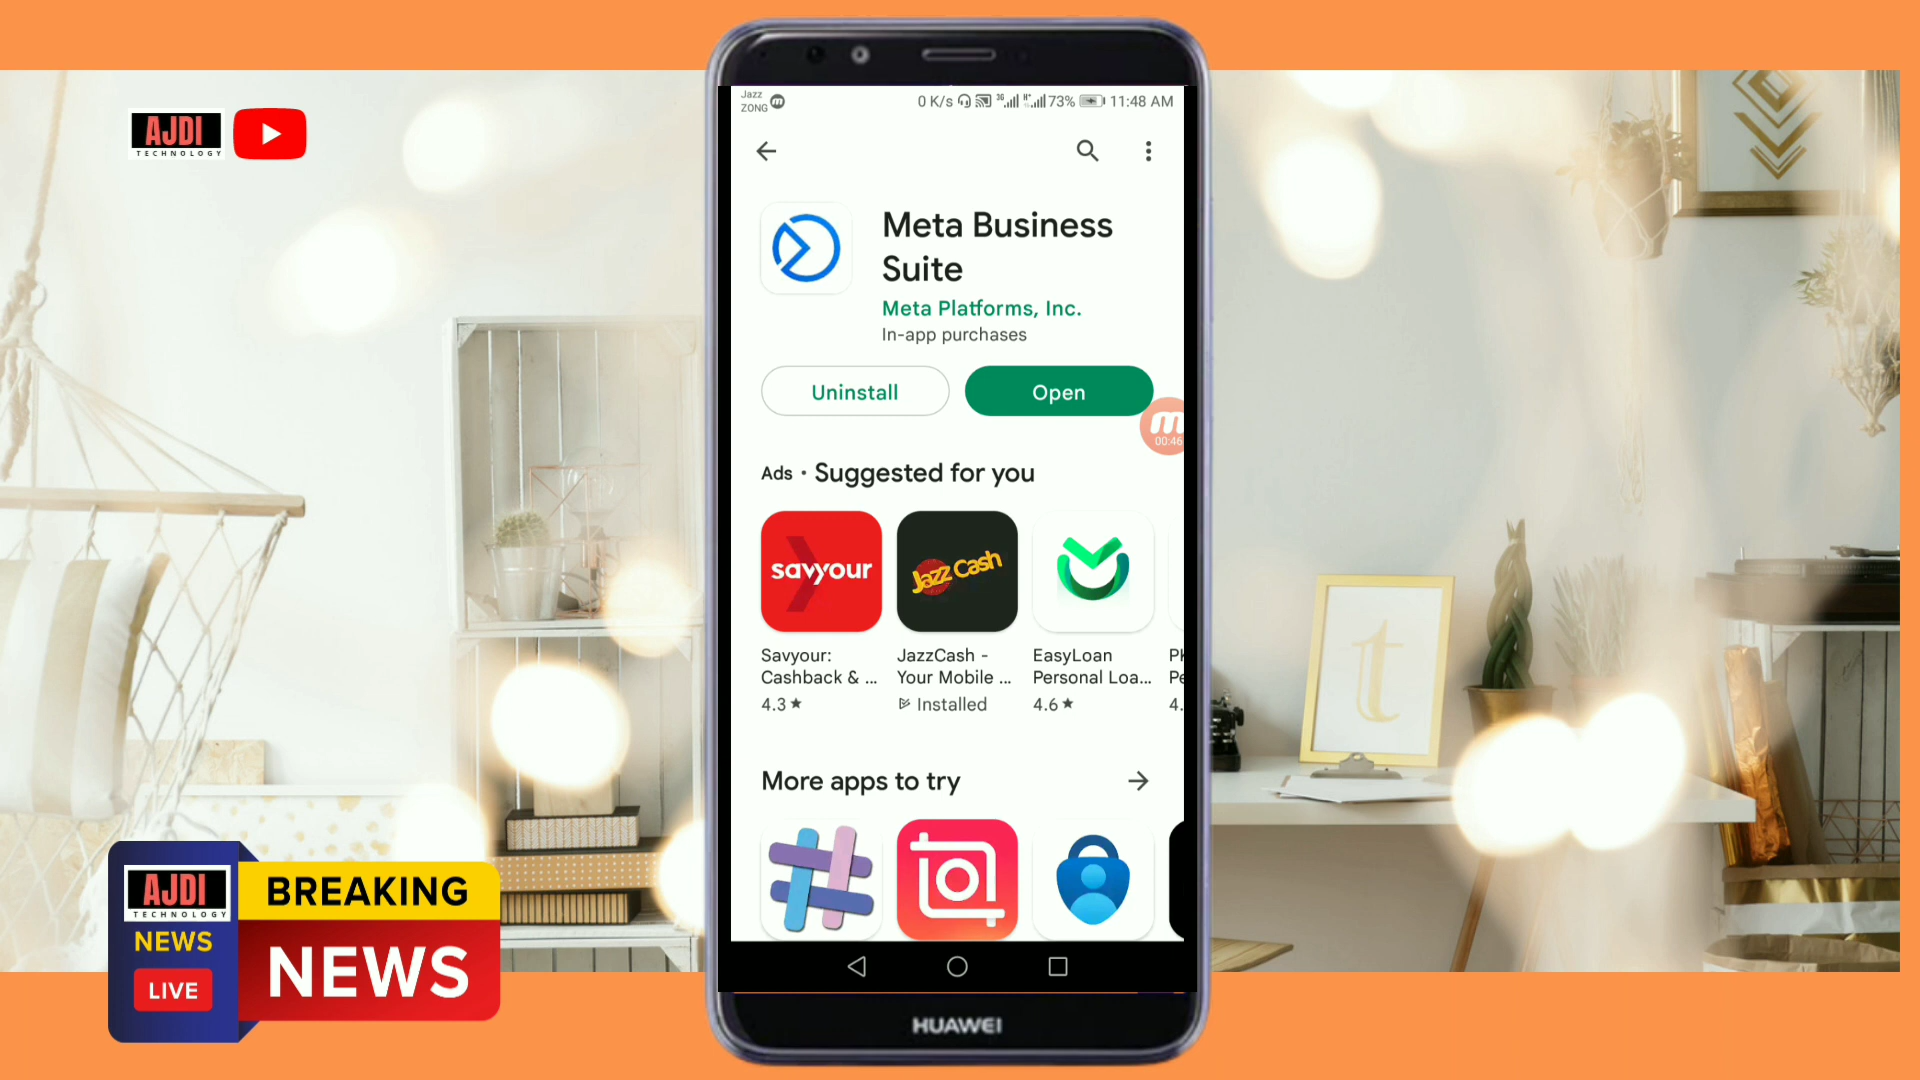 AJDI
TECHNOLOGY
Jazz
ZONG
0 K/s 3G H+ 73% 11:48 AM
Meta Business
Suite
Meta Platforms, Inc.
In-app purchases
Uninstall
Open
m
00:46
Ads • Suggested for you
savyour
Jazz Cash
Savyour:
Cashback & ...
4.3★
JazzCash -
Your Mobile ...
Installed
EasyLoan
Personal Loa...
4.6★
More apps to try
HUAWEI
t
AJDI
TECHNOLOGY
NEWS
LIVE
BREAKING
NEWS